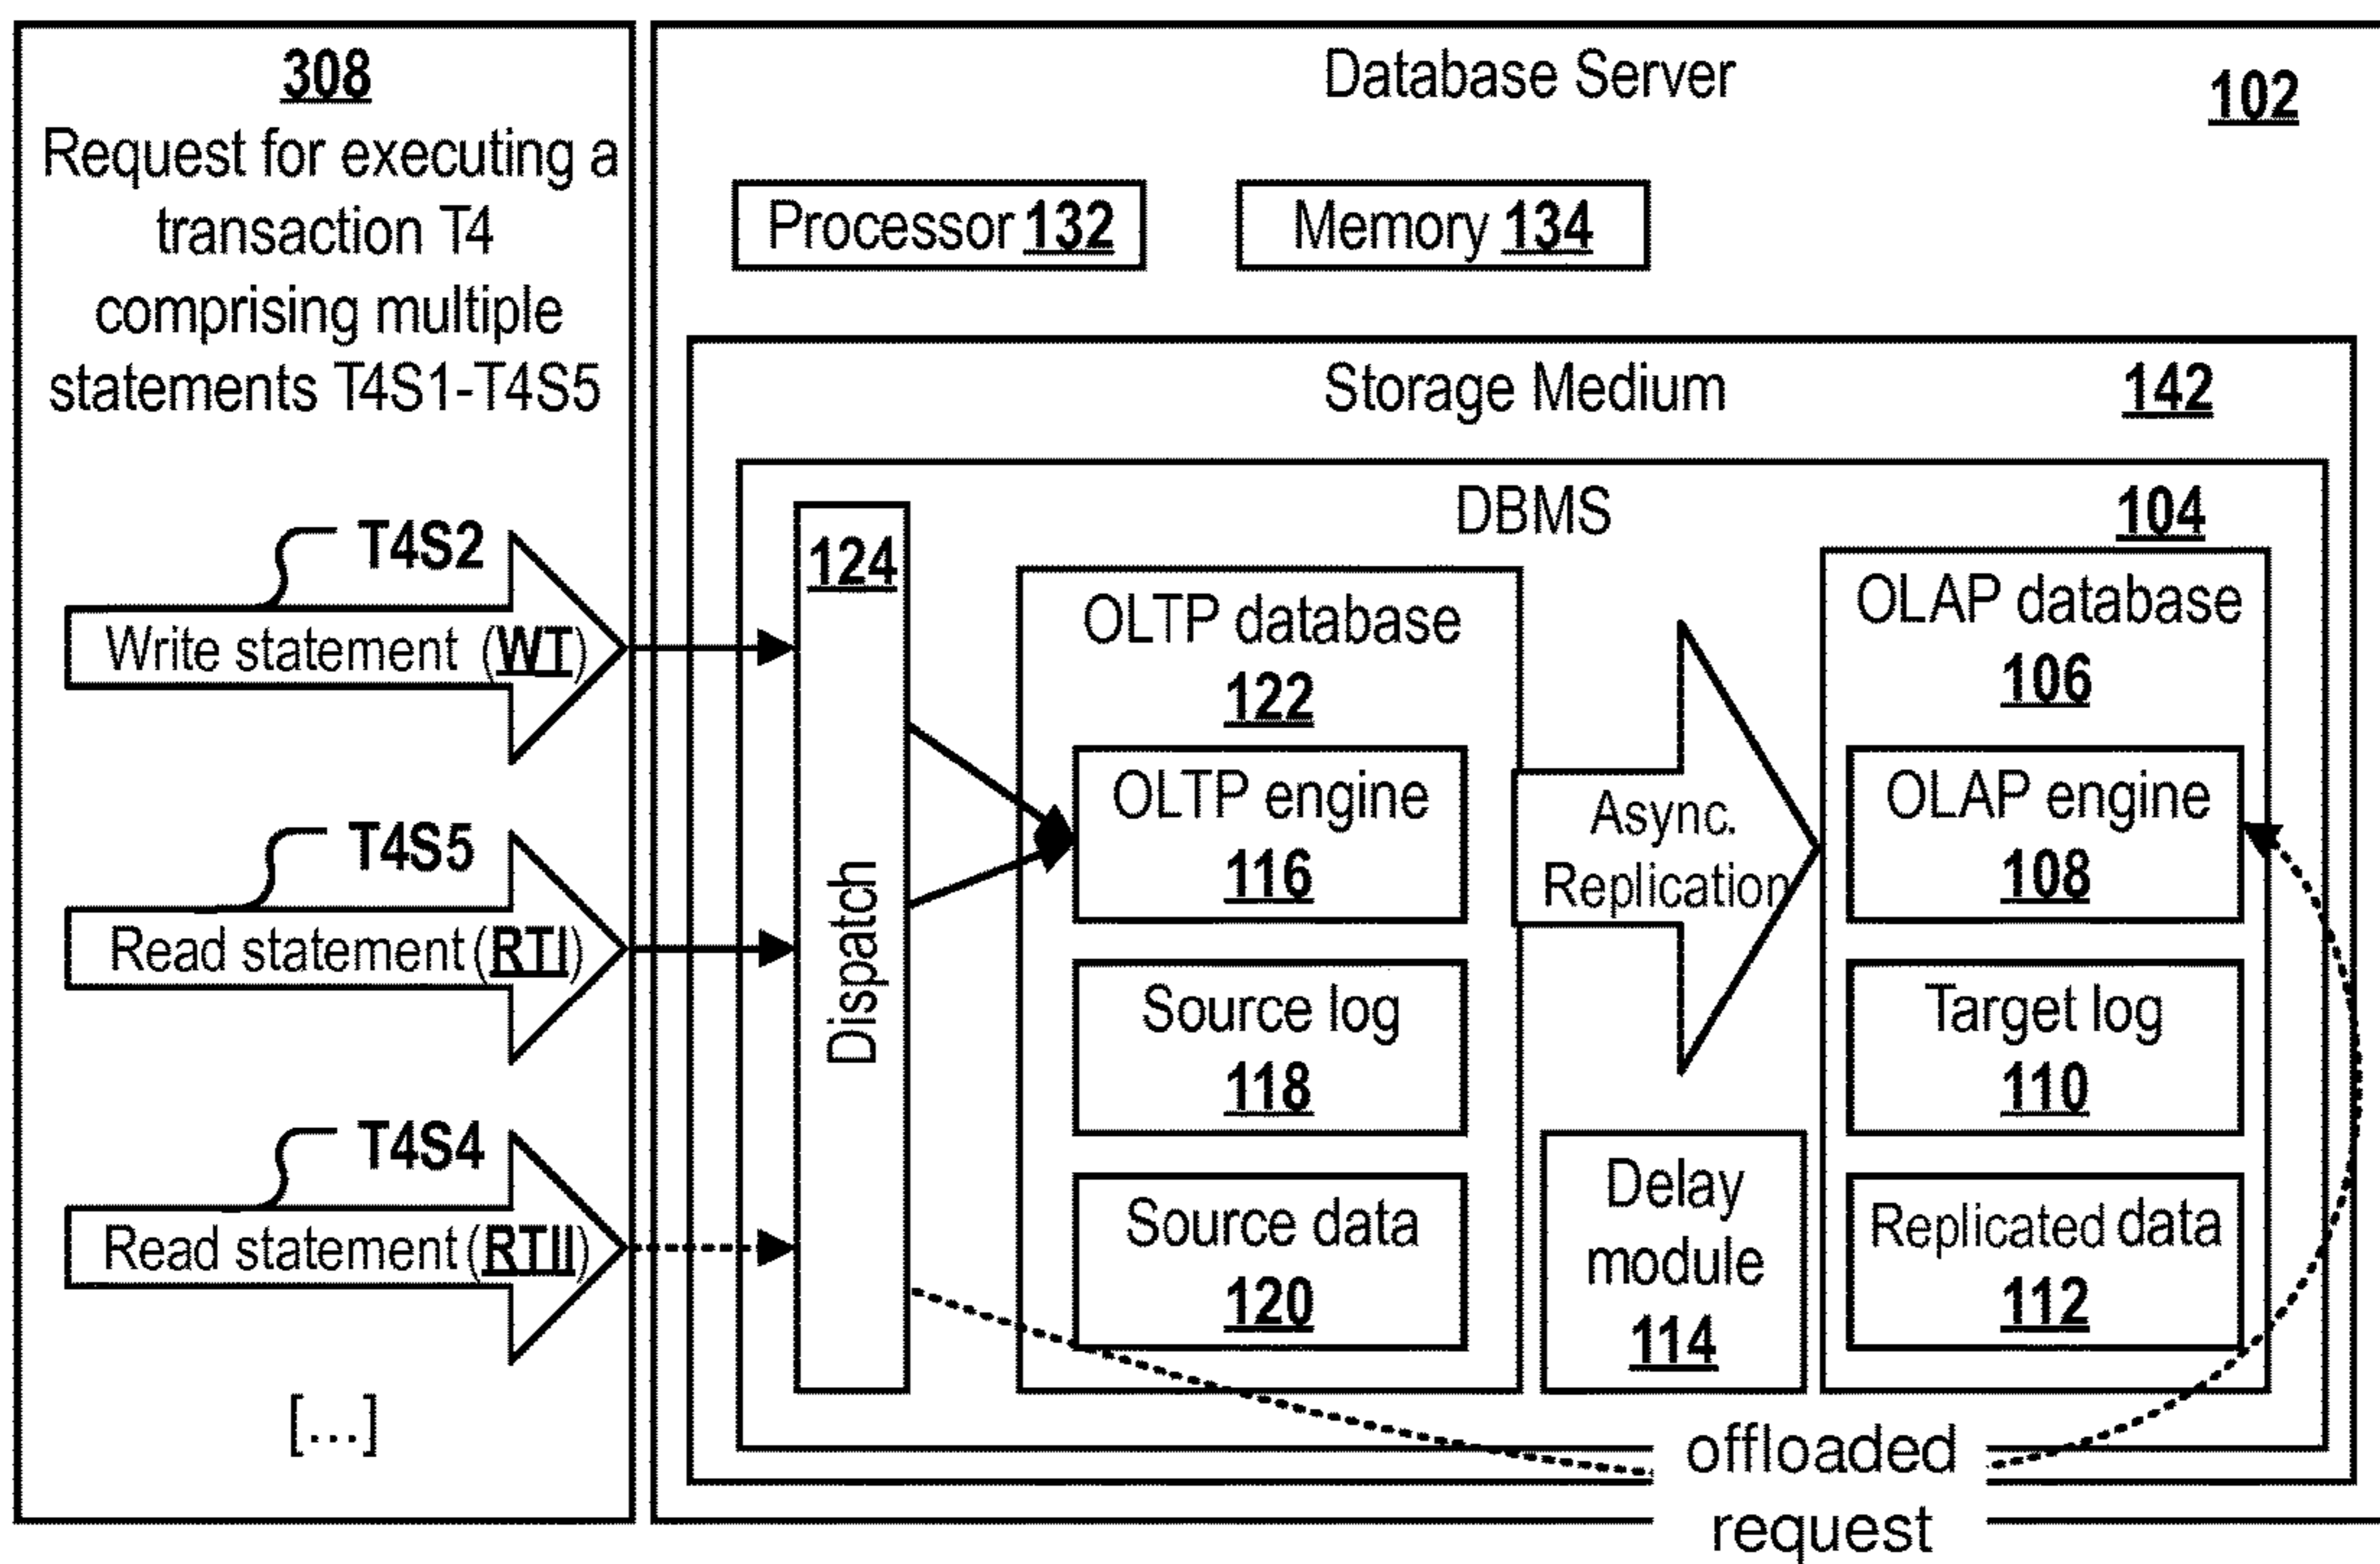 308
Request for executing a
transaction T4
comprising multiple
statements T4S1-T4S5
T4S2
Write statement (WT)
T4S5
Read statement (RTI)
T4S4
Read statement (RTII)
[...]
Database Server
102
Processor 132
Memory 134
Storage Medium
142
DBMS
104
124
Dispatch
OLTP database
122
OLTP engine
116
Source log
118
Source data
120
Async.
Replication
Delay
module
114
OLAP database
106
OLAP engine
108
Target log
110
Replicated data
112
offloaded
request